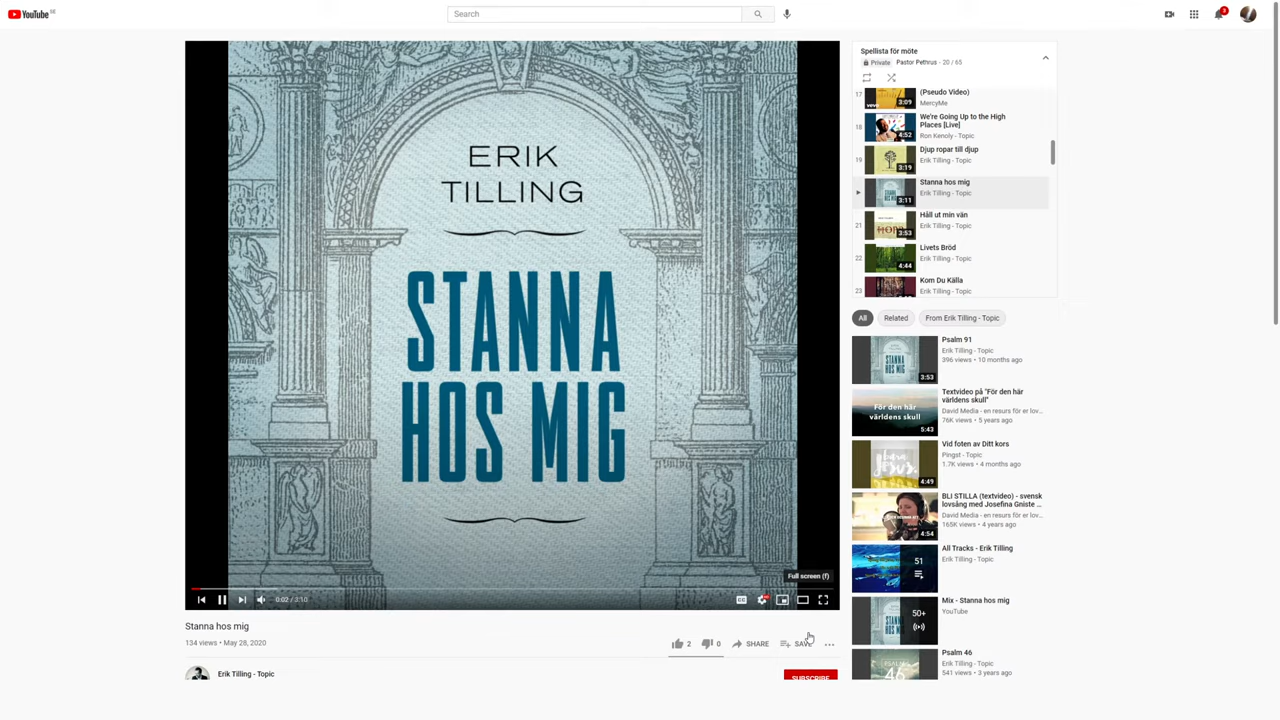 YouTube SE
Search
3
ERIK
TILLING
STANNA
HOS MIG
Full screen (f)
0:02 / 3:10
Stanna hos mig
134 views • May 28, 2020
2
0
SHARE
SAVE
Erik Tilling - Topic
SUBSCRIBE
Spellista för möte
Private Pastor Pethrus - 20 / 65
17
vevo
3:09
(Pseudo Video)
MercyMe
18
4:52
We're Going Up to the High
Places [Live]
Ron Kenoly - Topic
19
3:19
Djup ropar till djup
Erik Tilling - Topic
3:11
Stanna hos mig
Erik Tilling - Topic
21
3:53
Håll ut min vän
Erik Tilling - Topic
22
4:44
Livets Bröd
Erik Tilling - Topic
23
Kom Du Källa
Erik Tilling - Topic
All
Related
From Erik Tilling - Topic
STANNA
HOS MIG
3:53
Psalm 91
Erik Tilling - Topic
396 views • 10 months ago
För den här
världens skull
5:43
Textvideo på "För den här
världens skull"
David Media - en resurs för er lov...
76K views • 5 years ago
bara
Jesus
4:49
Vid foten av Ditt kors
Pingst - Topic
1.7K views • 4 months ago
4:54
BLI STILLA (textvideo) - svensk
lovsång med Josefina Gniste ...
David Media - en resurs för er lov...
165K views • 4 years ago
51
All Tracks - Erik Tilling
Erik Tilling - Topic
50+
Mix - Stanna hos mig
YouTube
PSALM
46
Psalm 46
Erik Tilling - Topic
541 views • 3 years ago